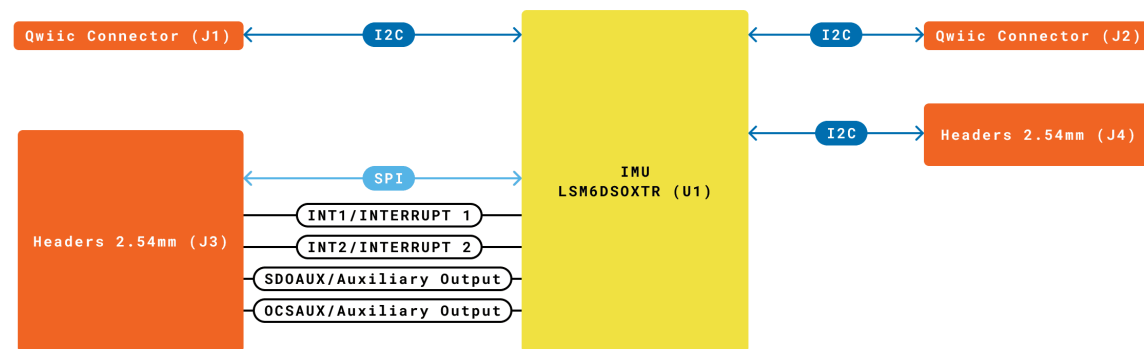 Qwiic Connector (J1)
I2C
I2C
Qwiic Connector (J2)
I2C
Headers 2.54mm (J4)
IMU
LSM6DSOXTR (U1)
SPI
INT1/INTERRUPT 1
Headers 2.54mm (J3)
INT2/INTERRUPT 2
SDOAUX/Auxiliary Output
OCSAUX/Auxiliary Output